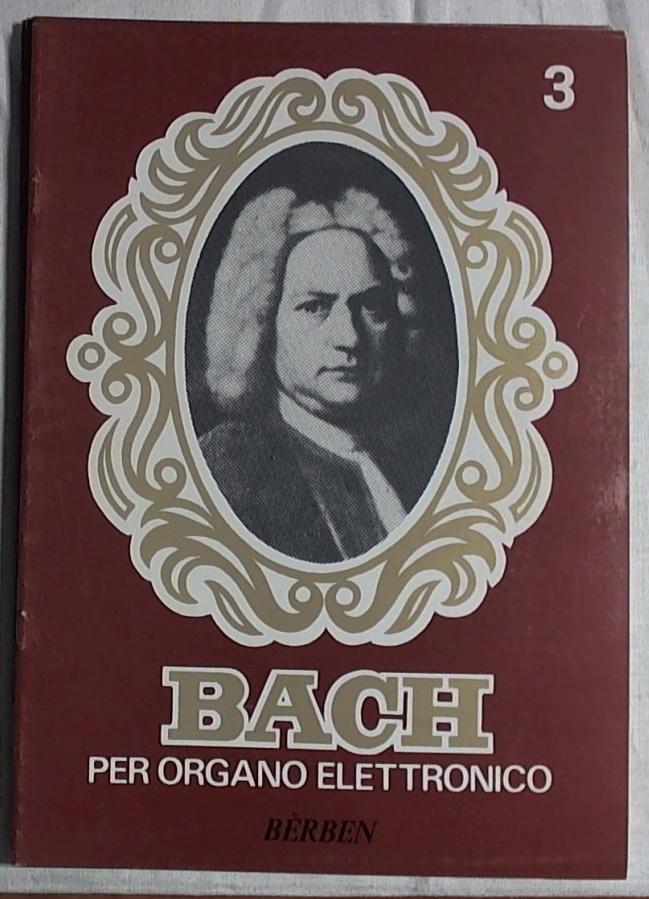 3
BACH
PER ORGANO ELETTRONICO
BÈRBEN